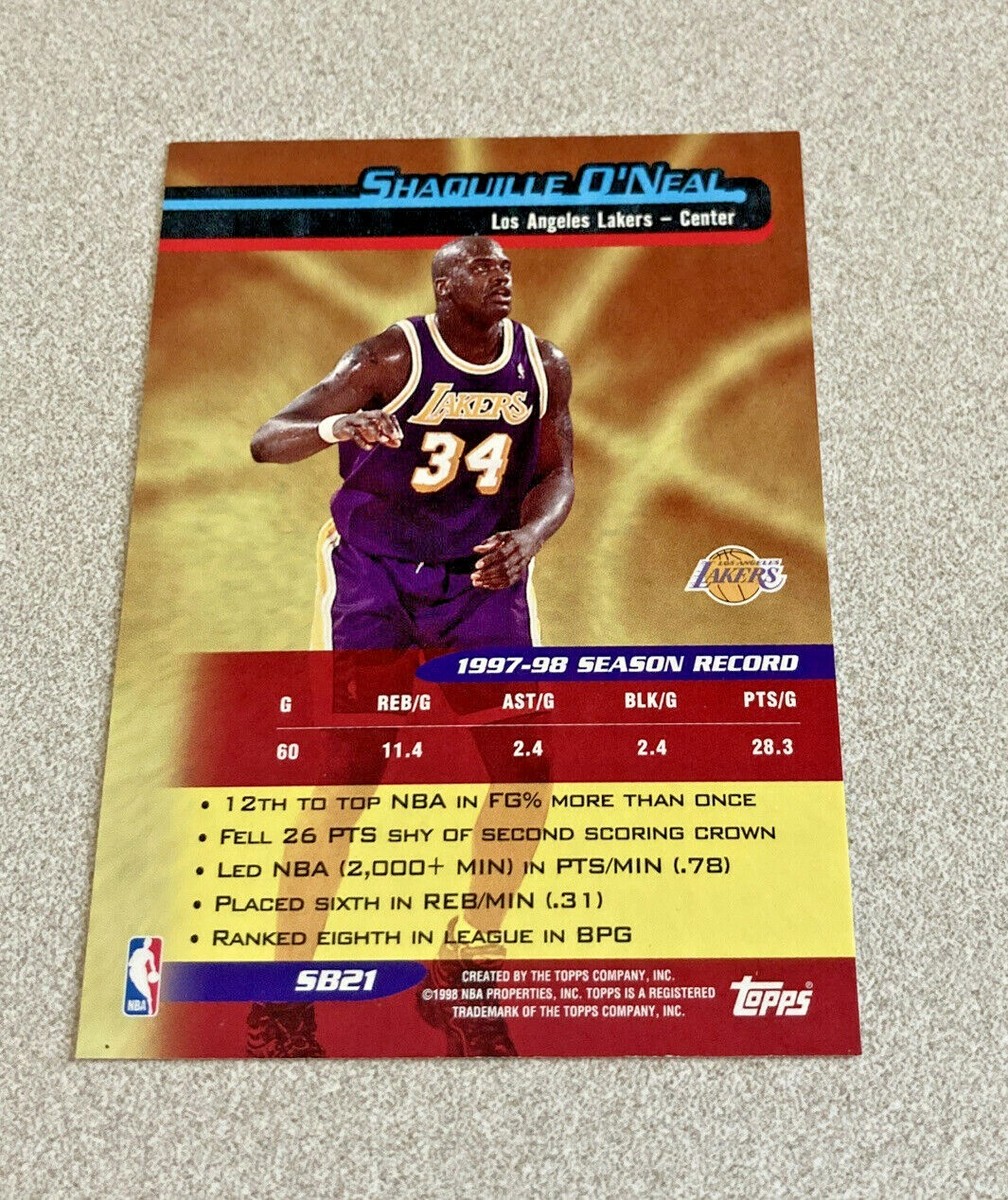 SHAQUILLE O'NEAL
Los Angeles Lakers – Center
LAKERS
34
LOS ANGELES
LAKERS
1997-98 SEASON RECORD
G REB/G AST/G BLK/G PTS/G
60 11.4 2.4 2.4 28.3
• 12TH TO TOP NBA IN FG% MORE THAN ONCE
• FELL 26 PTS SHY OF SECOND SCORING CROWN
• LED NBA (2,000+ MIN) IN PTS/MIN (.78)
• PLACED SIXTH IN REB/MIN (.31)
• RANKED EIGHTH IN LEAGUE IN BPG
NBA
SB21
CREATED BY THE TOPPS COMPANY, INC.
©1998 NBA PROPERTIES, INC. TOPPS IS A REGISTERED
TRADEMARK OF THE TOPPS COMPANY, INC.
TOPPS®